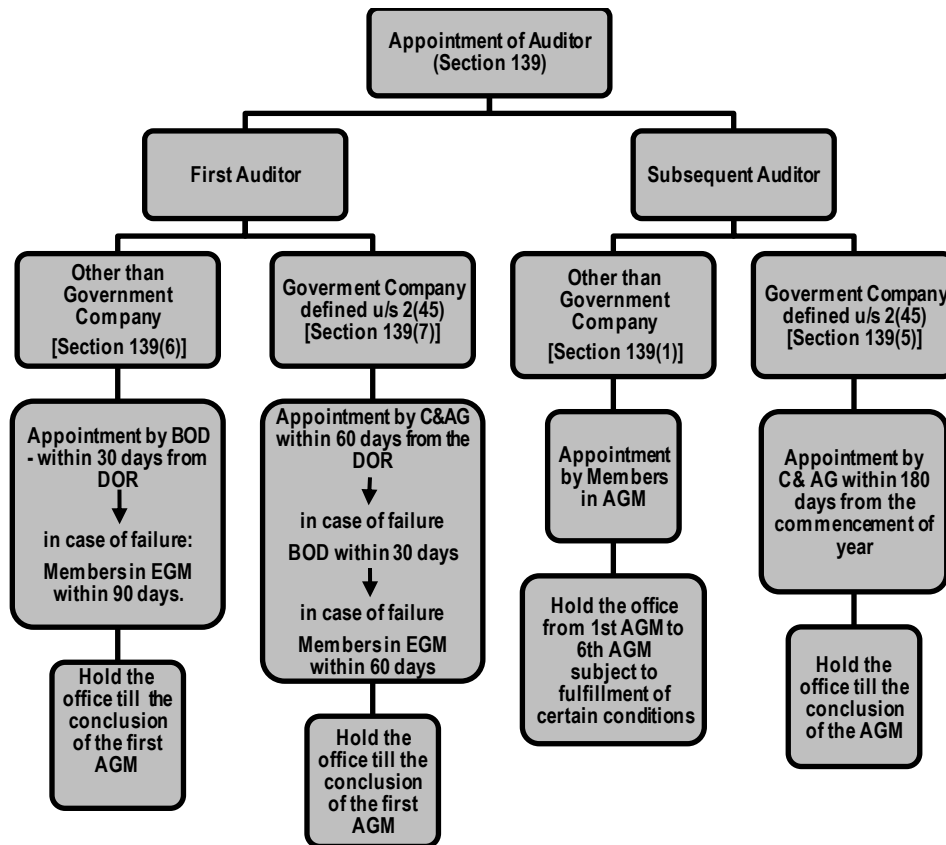 Appointment of Auditor
(Section 139)
First Auditor
Subsequent Auditor
Other than
Government
Company
[Section 139(6)]
Goverment Company
defined u/s 2(45)
[Section 139(7)]
Other than
Government
Company
[Section 139(1)]
Goverment Company
defined u/s 2(45)
[Section 139(5)]
Appointment by BOD
- within 30 days from
DOR
in case of failure:
Members in EGM
within 90 days.
Appointment by C&AG
within 60 days from the
DOR
in case of failure
BOD within 30 days
in case of failure
Members in EGM
within 60 days
Appointment
by Members
in AGM
Appointment by
C& AG within 180
days from the
commencement of
year
Hold the
office till the
conclusion
of the first
AGM
Hold the
office till the
conclusion
of the first
AGM
Hold the office
from 1st AGM to
6th AGM
subject to
fulfillment of
certain conditions
Hold the
office till the
conclusion
of the AGM